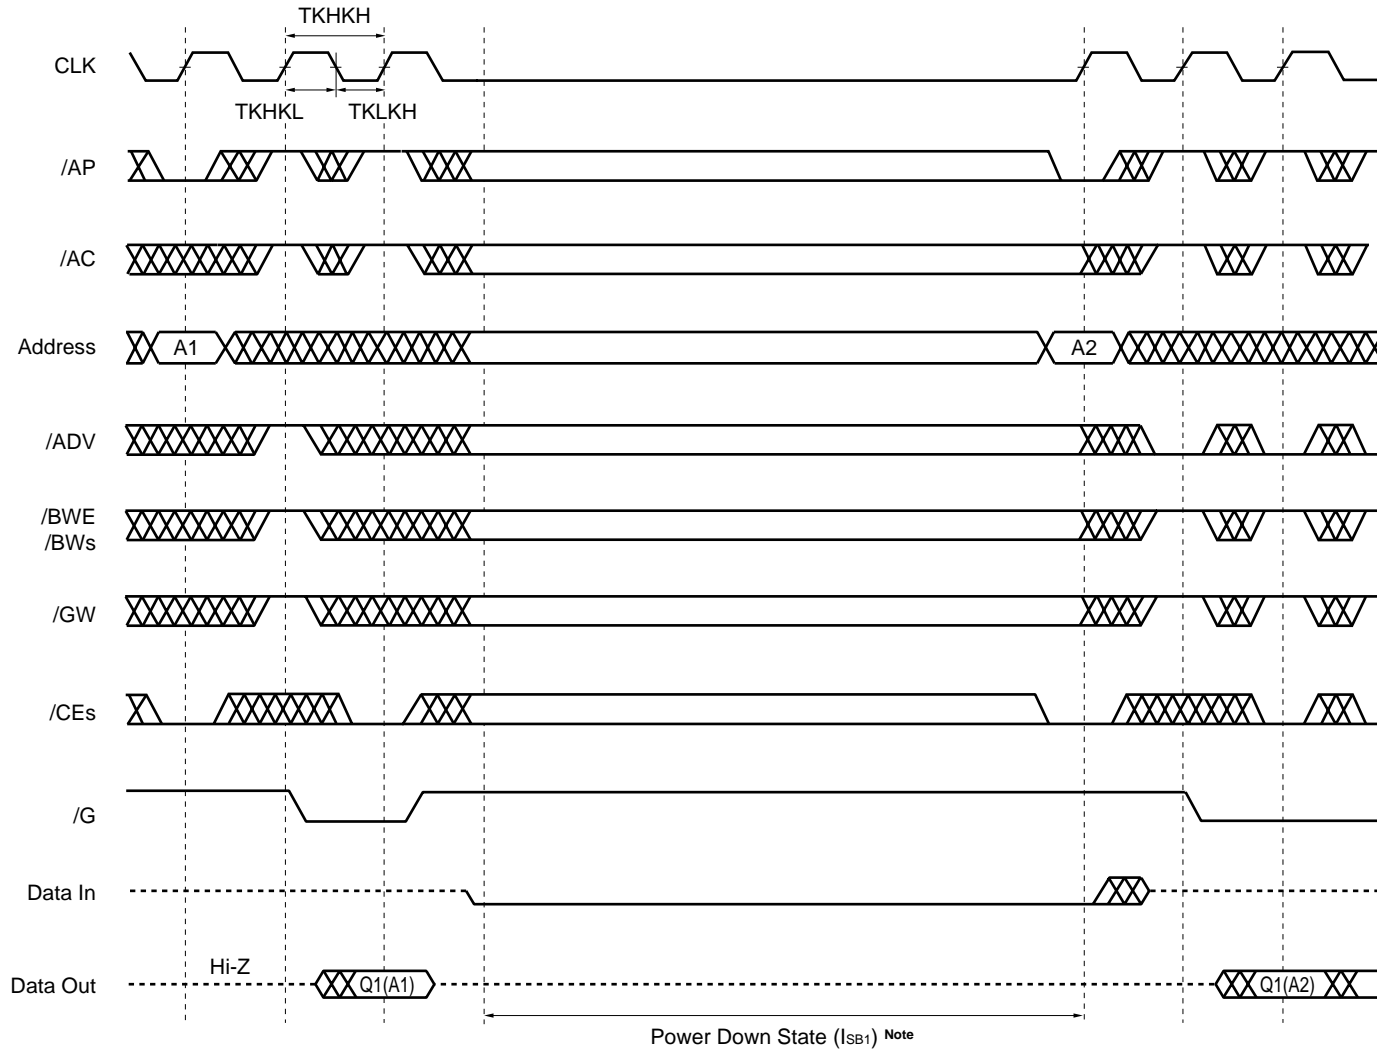 TKHKH
CLK
TKHKL TKLKH
/AP
/AC
Address A1 A2
/ADV
/BWE
/BWs
/GW
/CEs
/G
Data In
Hi-Z
Data Out Q1(A1) Q1(A2)
Power Down State (ISB1) Note